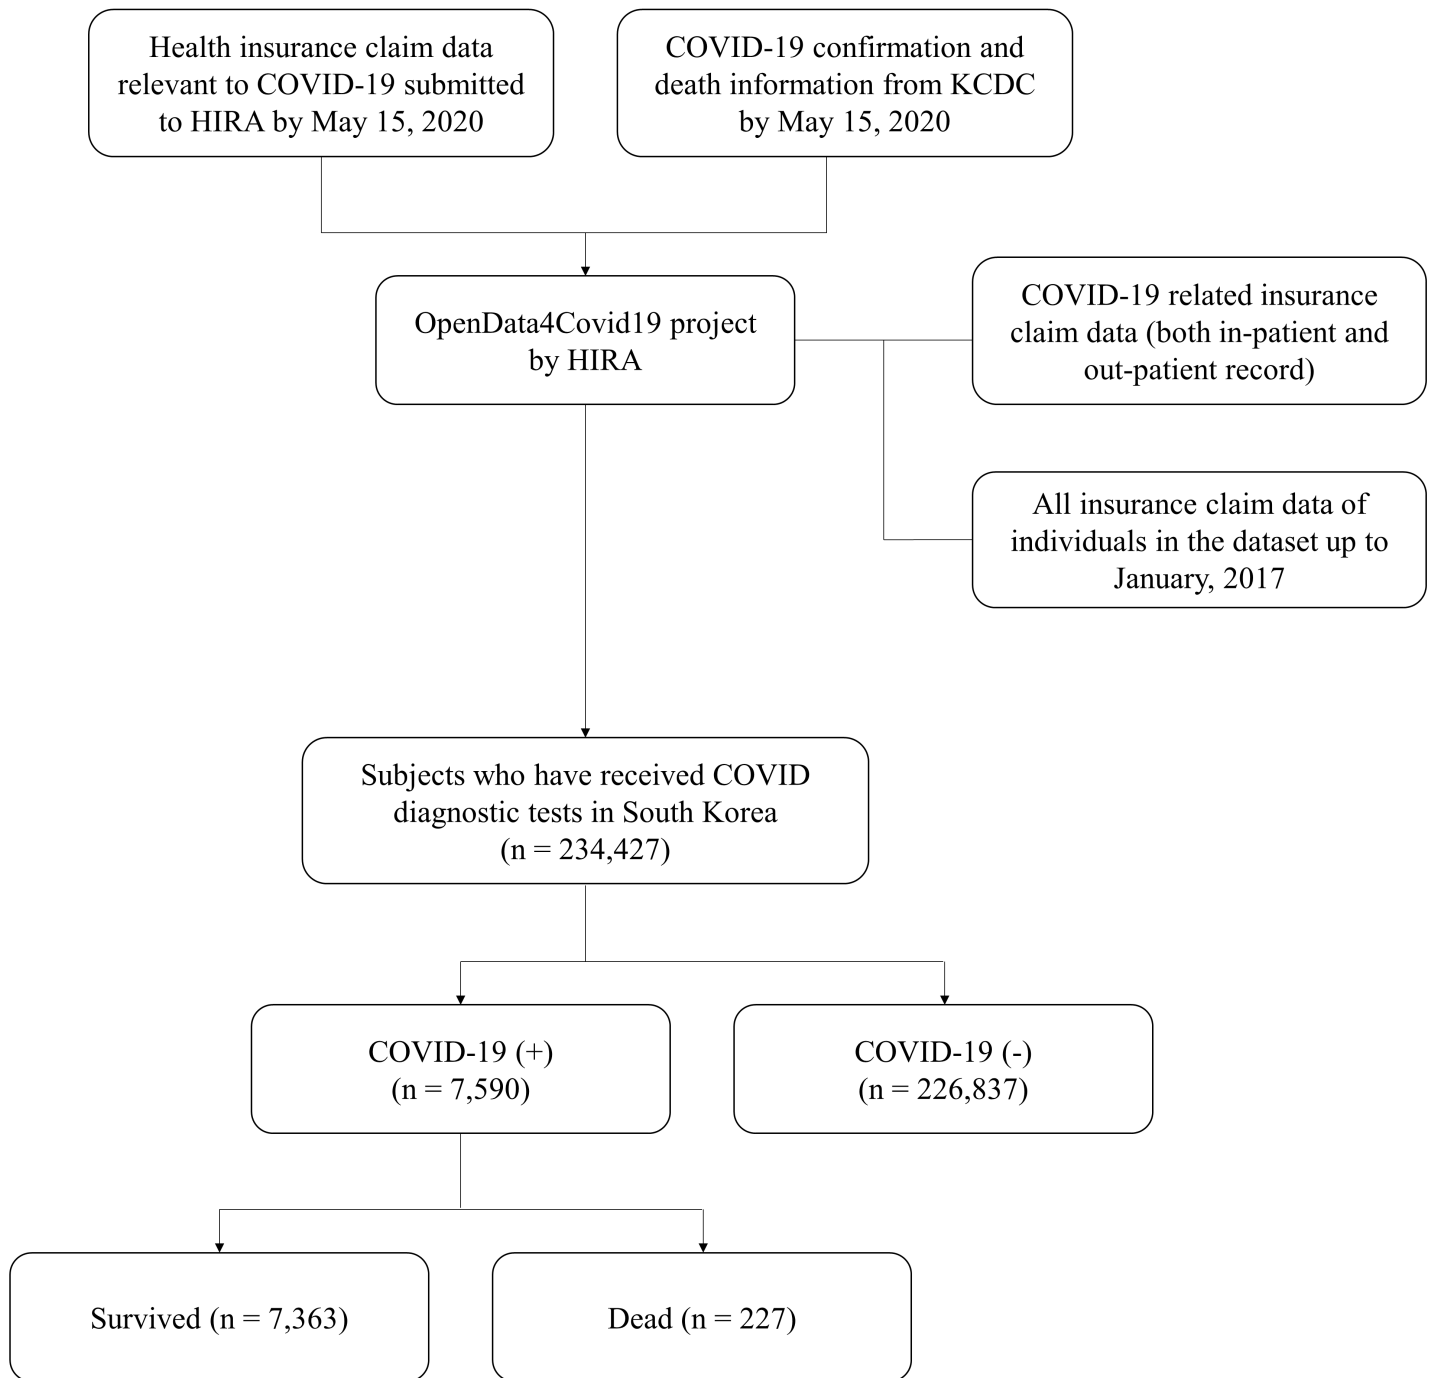 Health insurance claim data
relevant to COVID-19 submitted
to HIRA by May 15, 2020
COVID-19 confirmation and
death information from KCDC
by May 15, 2020
OpenData4Covid19 project
by HIRA
COVID-19 related insurance
claim data (both in-patient and
out-patient record)
All insurance claim data of
individuals in the dataset up to
January, 2017
Subjects who have received COVID
diagnostic tests in South Korea
(n = 234,427)
COVID-19 (+)
(n = 7,590)
COVID-19 (-)
(n = 226,837)
Survived (n = 7,363)
Dead (n = 227)